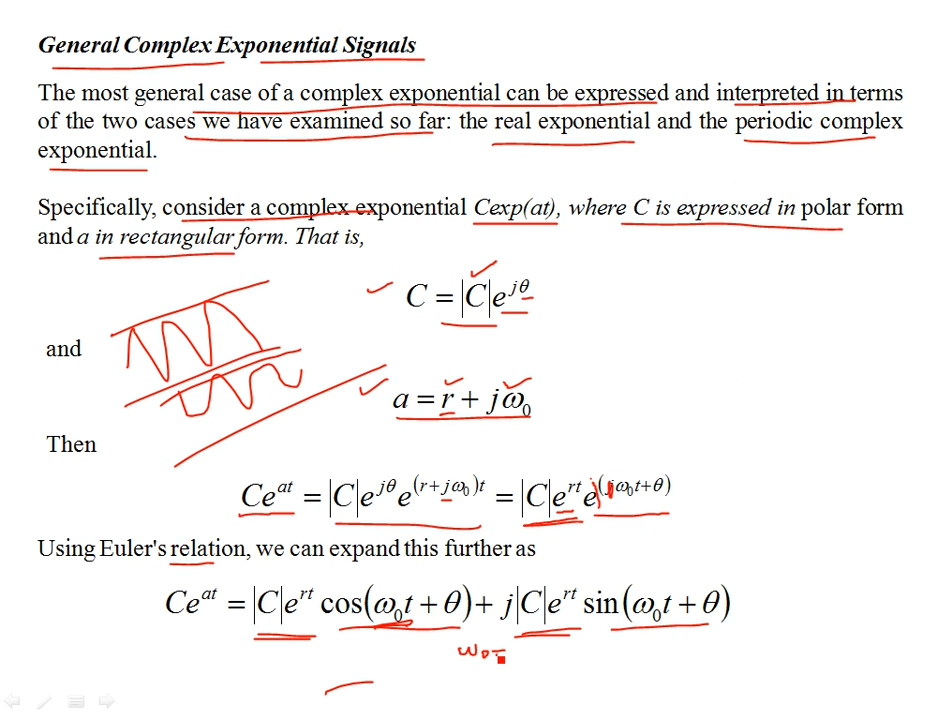 General Complex Exponential Signals
The most general case of a complex exponential can be expressed and interpreted in terms
of the two cases we have examined so far: the real exponential and the periodic complex
exponential.
Specifically, consider a complex exponential Cexp(at), where C is expressed in polar form
and a in rectangular form. That is,
C = |C|e^{jθ}
and
a = r + jω₀
Then
Ce^{at} = |C|e^{jθ}e^{(r+jω₀)t} = |C|e^{rt}e^{j(ω₀t+θ)}
Using Euler's relation, we can expand this further as
Ce^{at} = |C|e^{rt} cos(ω₀t + θ) + j|C|e^{rt} sin(ω₀t + θ)